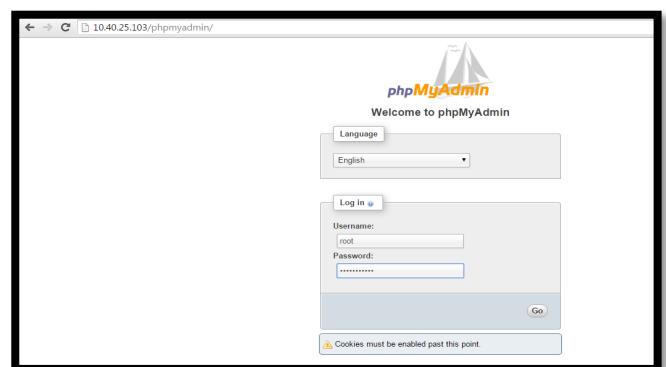 10.40.25.103/phpmyadmin/
phpMyAdmin
Welcome to phpMyAdmin
Language
English
Log in
Username:
root
Password:
•••••••••••
Go
Cookies must be enabled past this point.